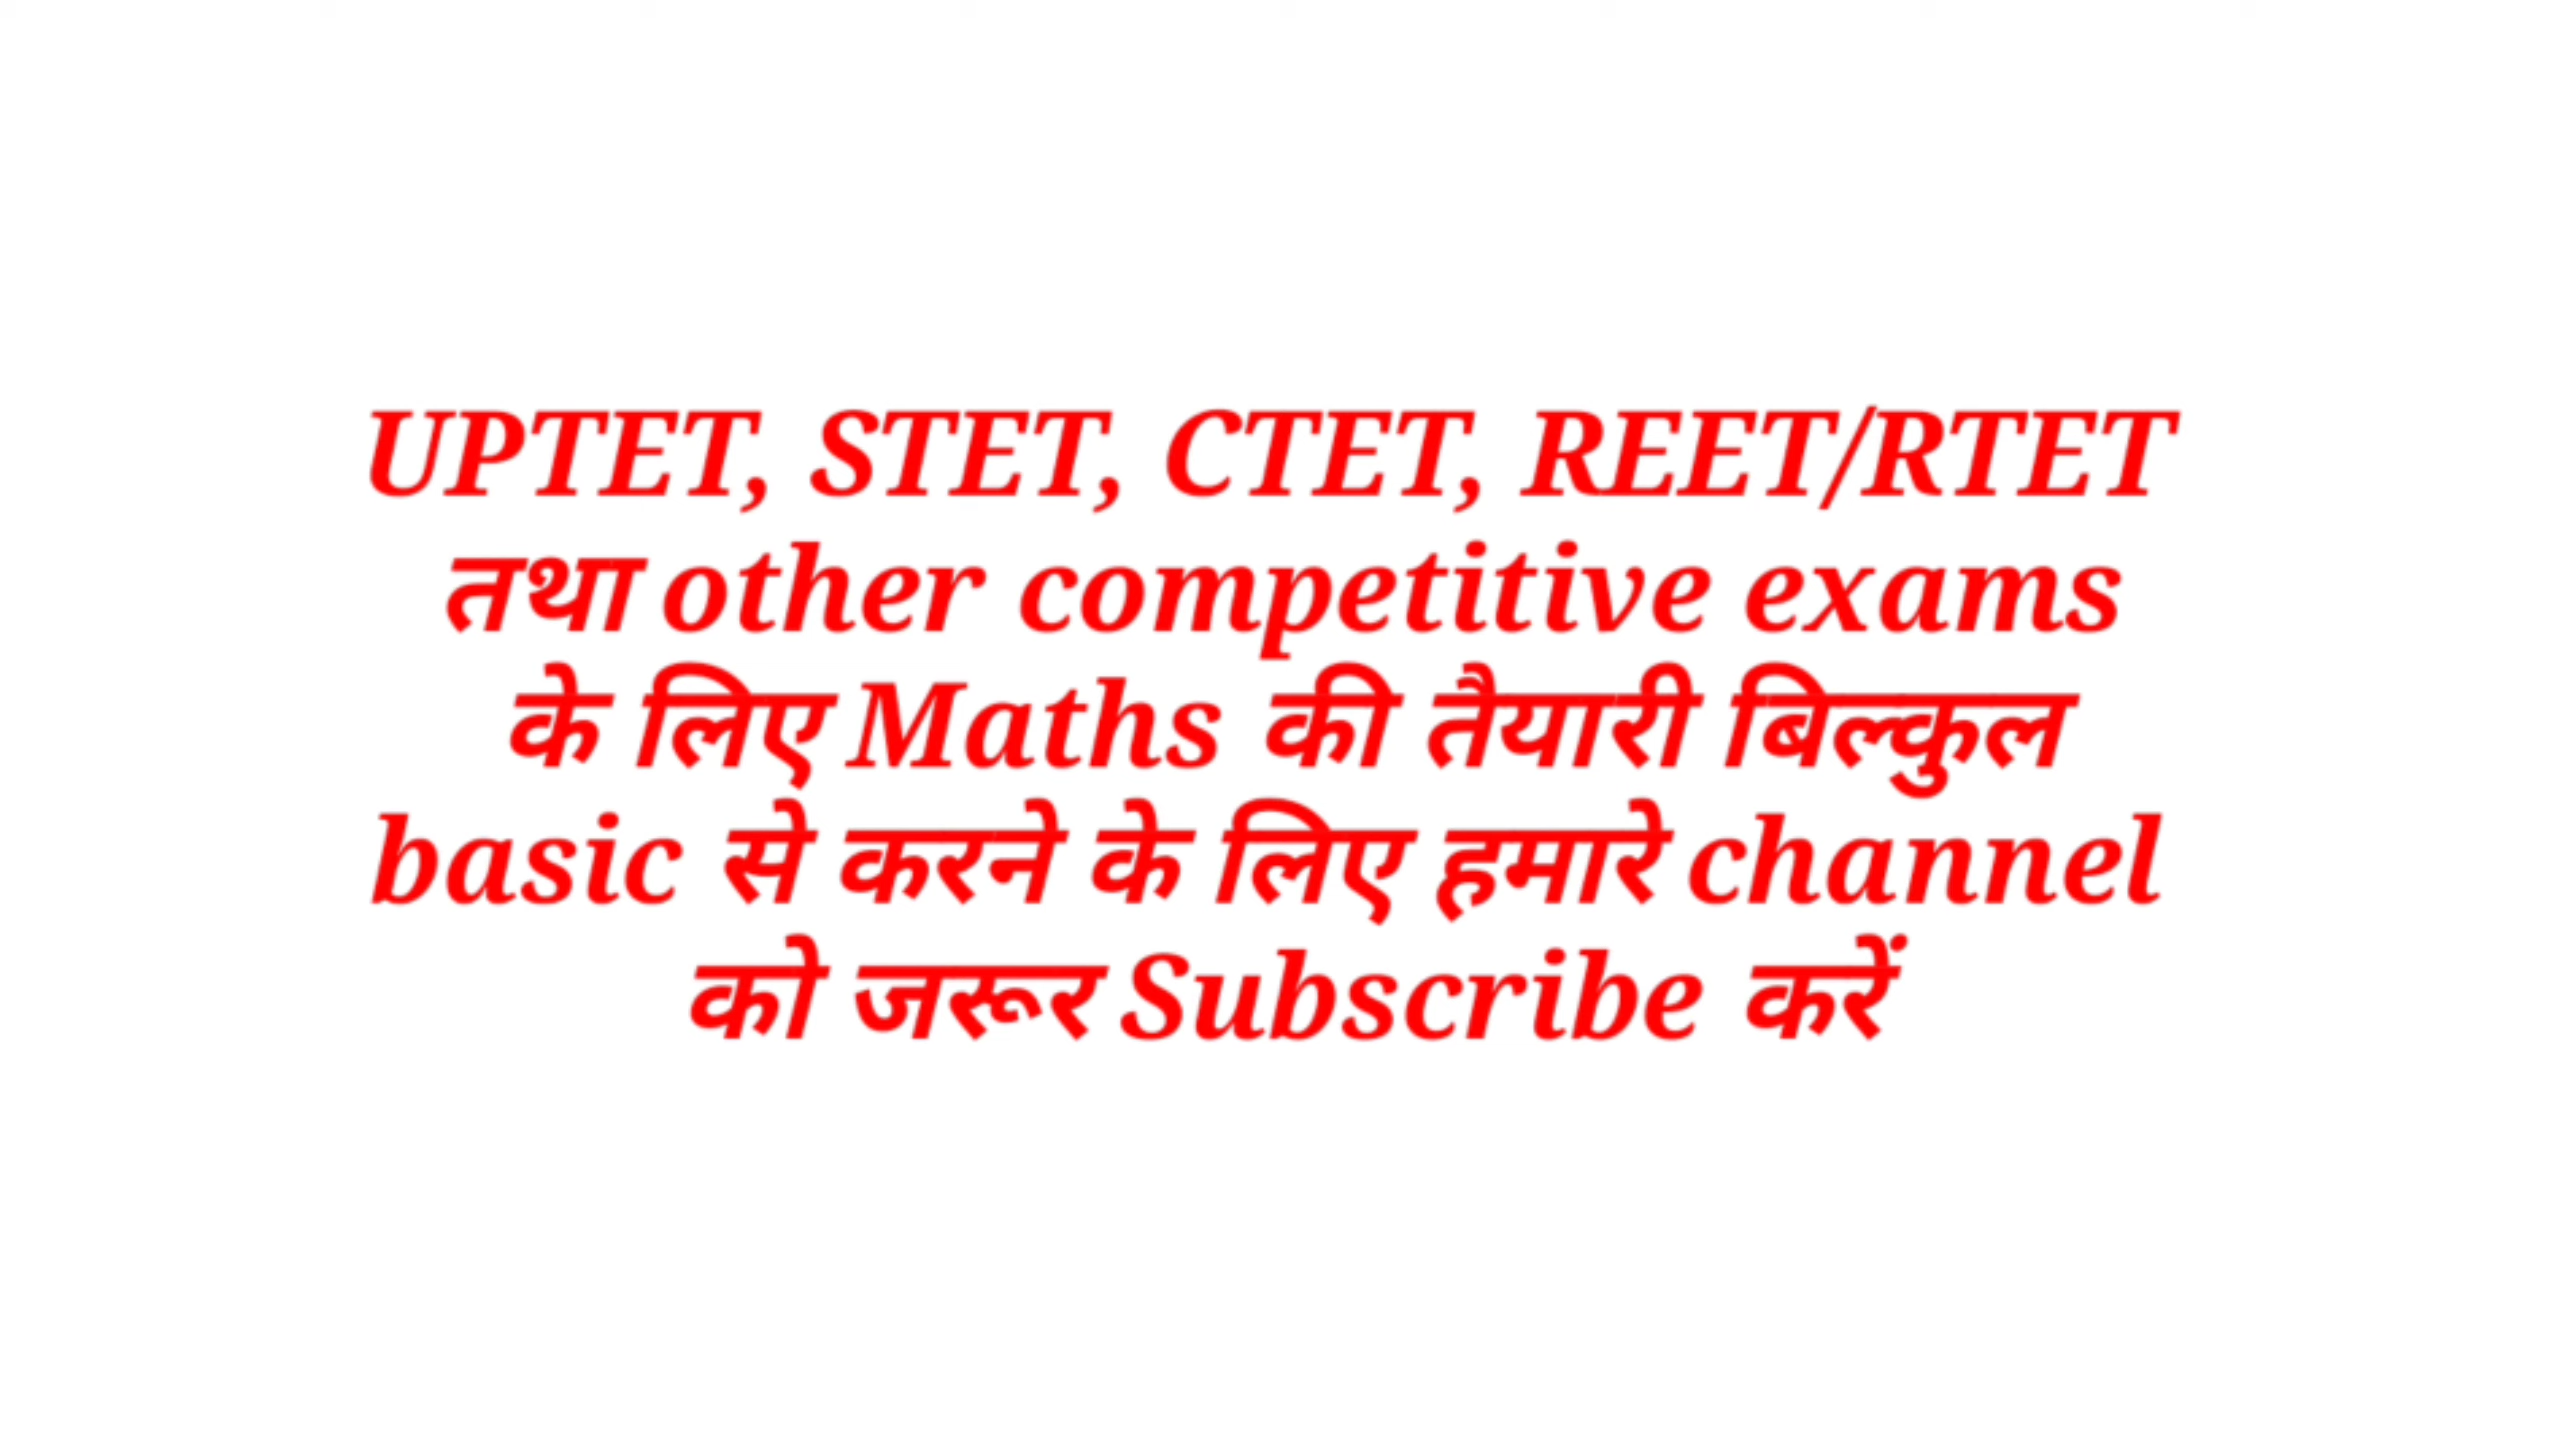 UPTET, STET, CTET, REET/RTET
तथा other competitive exams
के लिए Maths की तैयारी बिल्कुल
basic से करने के लिए हमारे channel
को जरूर Subscribe करें